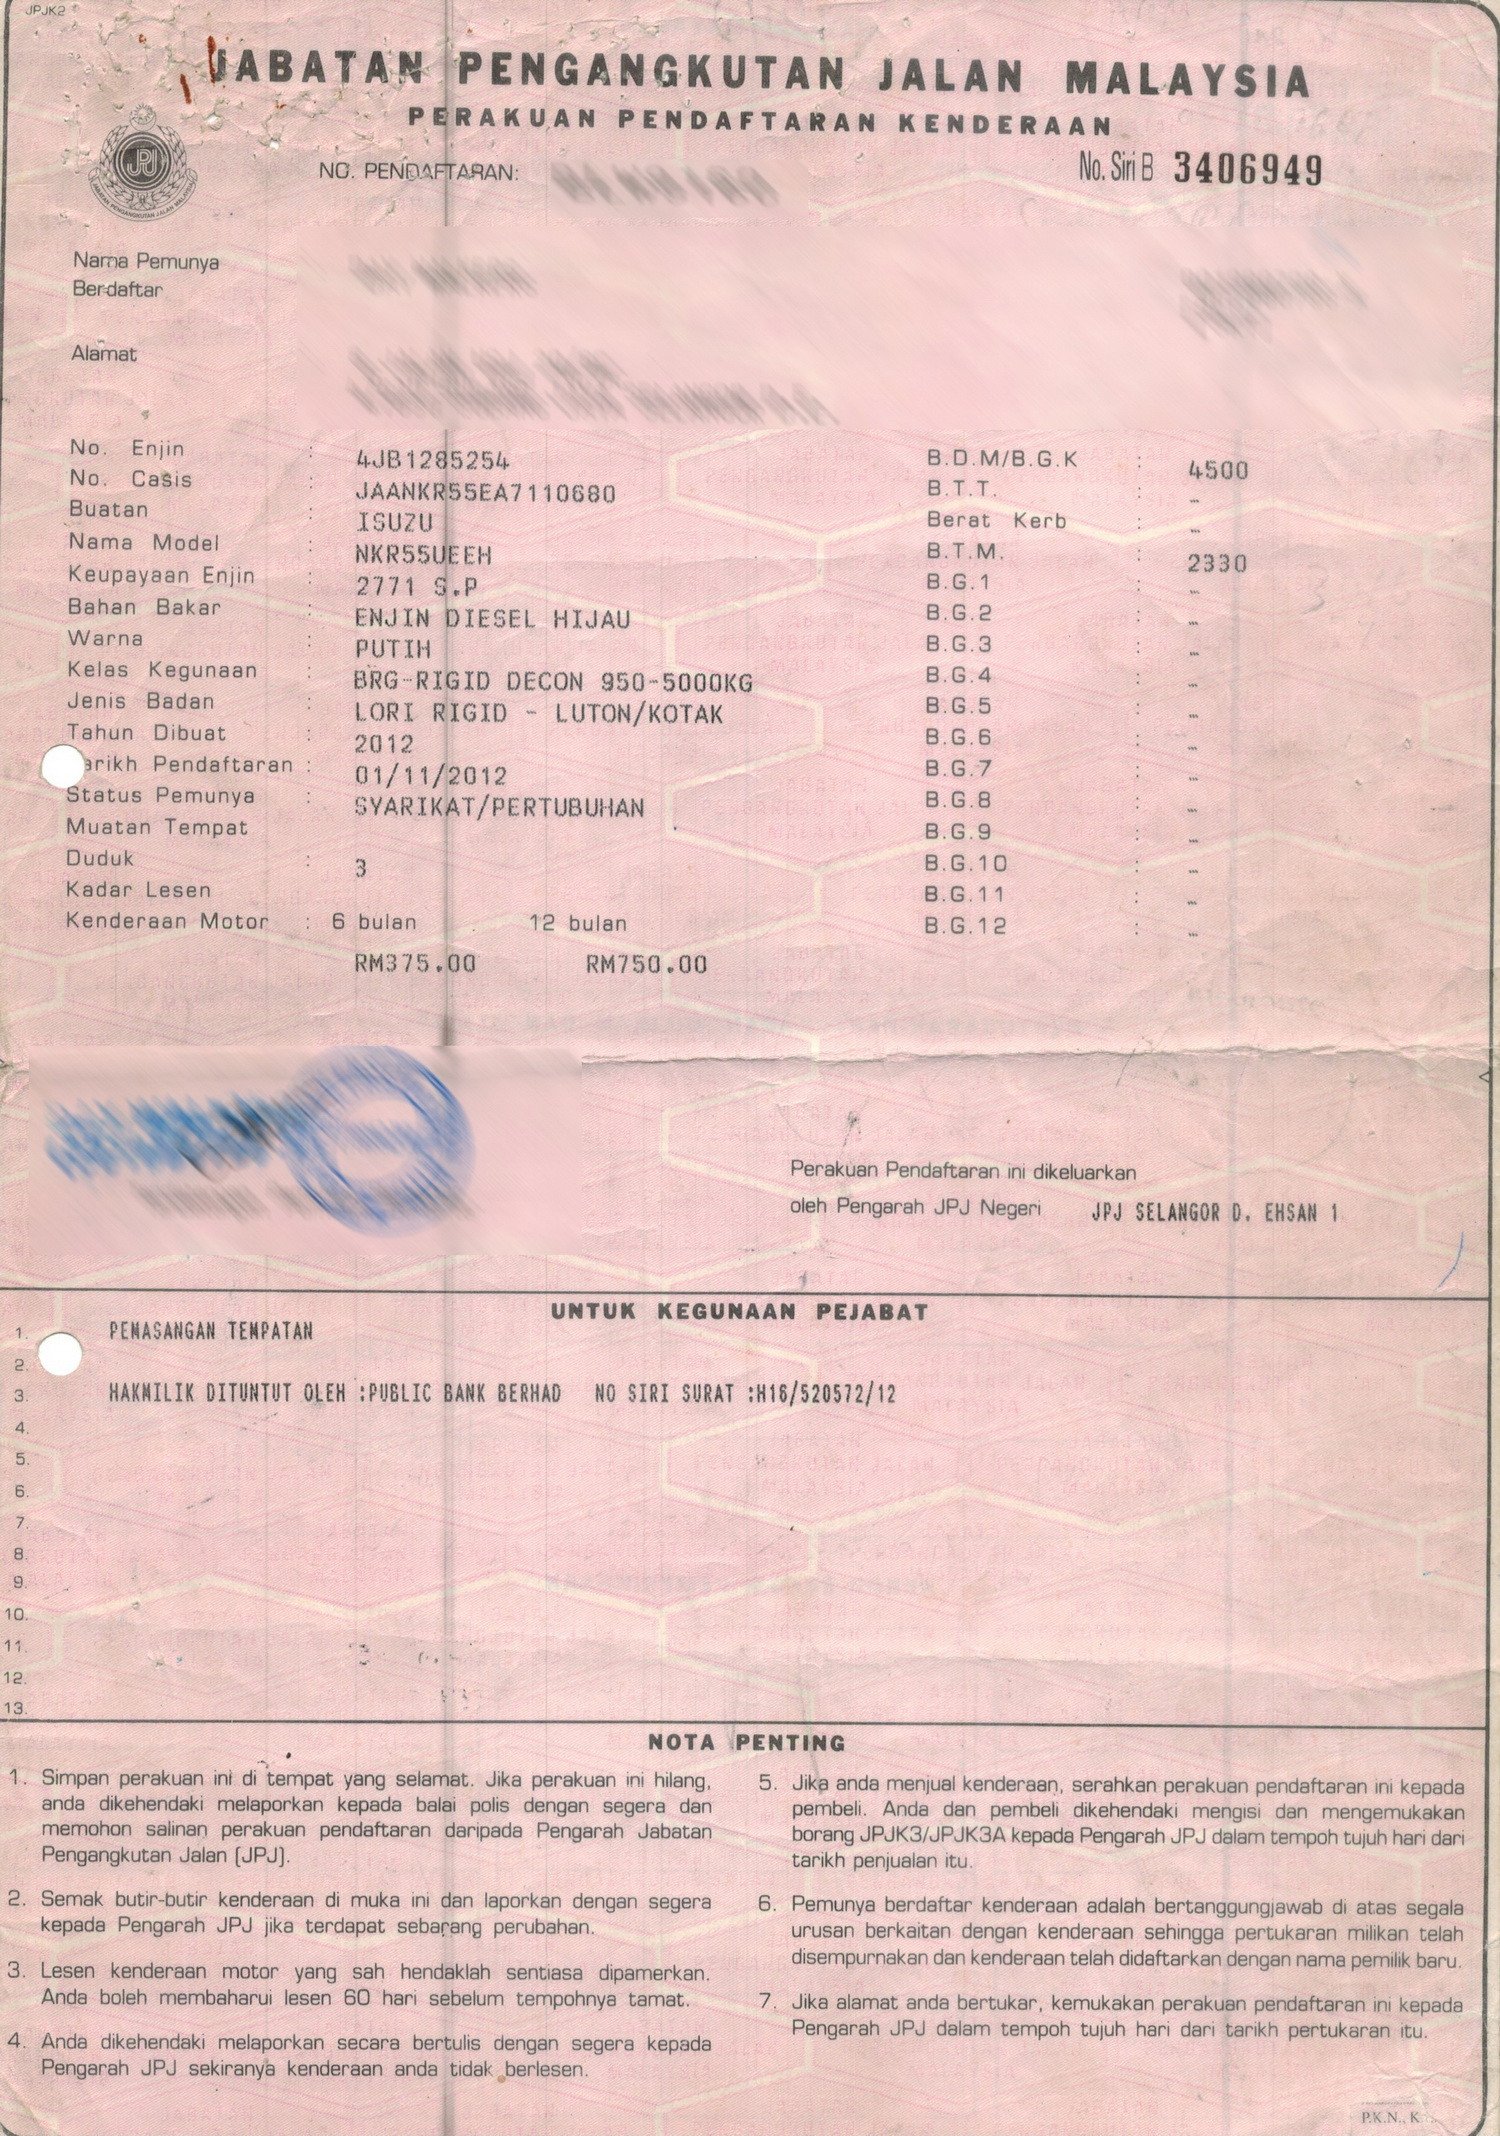 JPJK2
JABATAN PENGANGKUTAN JALAN MALAYSIA
PERAKUAN PENDAFTARAN KENDERAAN
NO. PENDAFTARAN:
No. Siri B 3406949
JPJ
JABATAN PENGANGKUTAN JALAN MALAYSIA
Nama Pemunya
Berdaftar
Alamat
No. Enjin : 4JB1285254
No. Casis : JAANKR55EA7110680
Buatan : ISUZU
Nama Model : NKR55UEEH
Keupayaan Enjin : 2771 S.P
Bahan Bakar : ENJIN DIESEL HIJAU
Warna : PUTIH
Kelas Kegunaan : BRG-RIGID DECON 950-5000KG
Jenis Badan : LORI RIGID - LUTON/KOTAK
Tahun Dibuat : 2012
arikh Pendaftaran : 01/11/2012
Status Pemunya : SYARIKAT/PERTUBUHAN
Muatan Tempat
Duduk : 3
Kadar Lesen
Kenderaan Motor : 6 bulan 12 bulan
RM375.00 RM750.00
B.D.M/B.G.K : 4500
B.T.T. : -
Berat Kerb : -
B.T.M. : 2330
B.G.1 : -
B.G.2 : -
B.G.3 : -
B.G.4 : -
B.G.5 : -
B.G.6 : -
B.G.7 : -
B.G.8 : -
B.G.9 : -
B.G.10 : -
B.G.11 : -
B.G.12 : -
Perakuan Pendaftaran ini dikeluarkan
oleh Pengarah JPJ Negeri JPJ SELANGOR D. EHSAN 1
UNTUK KEGUNAAN PEJABAT
1. PEMASANGAN TEMPATAN
2.
3. HAKMILIK DITUNTUT OLEH :PUBLIC BANK BERHAD NO SIRI SURAT :H16/520572/12
4.
5.
6.
7.
8.
9.
10.
11.
12.
13.
NOTA PENTING
1. Simpan perakuan ini di tempat yang selamat. Jika perakuan ini hilang,
anda dikehendaki melaporkan kepada balai polis dengan segera dan
memohon salinan perakuan pendaftaran daripada Pengarah Jabatan
Pengangkutan Jalan (JPJ).
2. Semak butir-butir kenderaan di muka ini dan laporkan dengan segera
kepada Pengarah JPJ jika terdapat sebarang perubahan.
3. Lesen kenderaan motor yang sah hendaklah sentiasa dipamerkan.
Anda boleh membaharui lesen 60 hari sebelum tempohnya tamat.
4. Anda dikehendaki melaporkan secara bertulis dengan segera kepada
Pengarah JPJ sekiranya kenderaan anda tidak berlesen.
5. Jika anda menjual kenderaan, serahkan perakuan pendaftaran ini kepada
pembeli. Anda dan pembeli dikehendaki mengisi dan mengemukakan
borang JPJK3/JPJK3A kepada Pengarah JPJ dalam tempoh tujuh hari dari
tarikh penjualan itu.
6. Pemunya berdaftar kenderaan adalah bertanggungjawab di atas segala
urusan berkaitan dengan kenderaan sehingga pertukaran milikan telah
disempurnakan dan kenderaan telah didaftarkan dengan nama pemilik baru.
7. Jika alamat anda bertukar, kemukakan perakuan pendaftaran ini kepada
Pengarah JPJ dalam tempoh tujuh hari dari tarikh pertukaran itu.
P.K.N., K